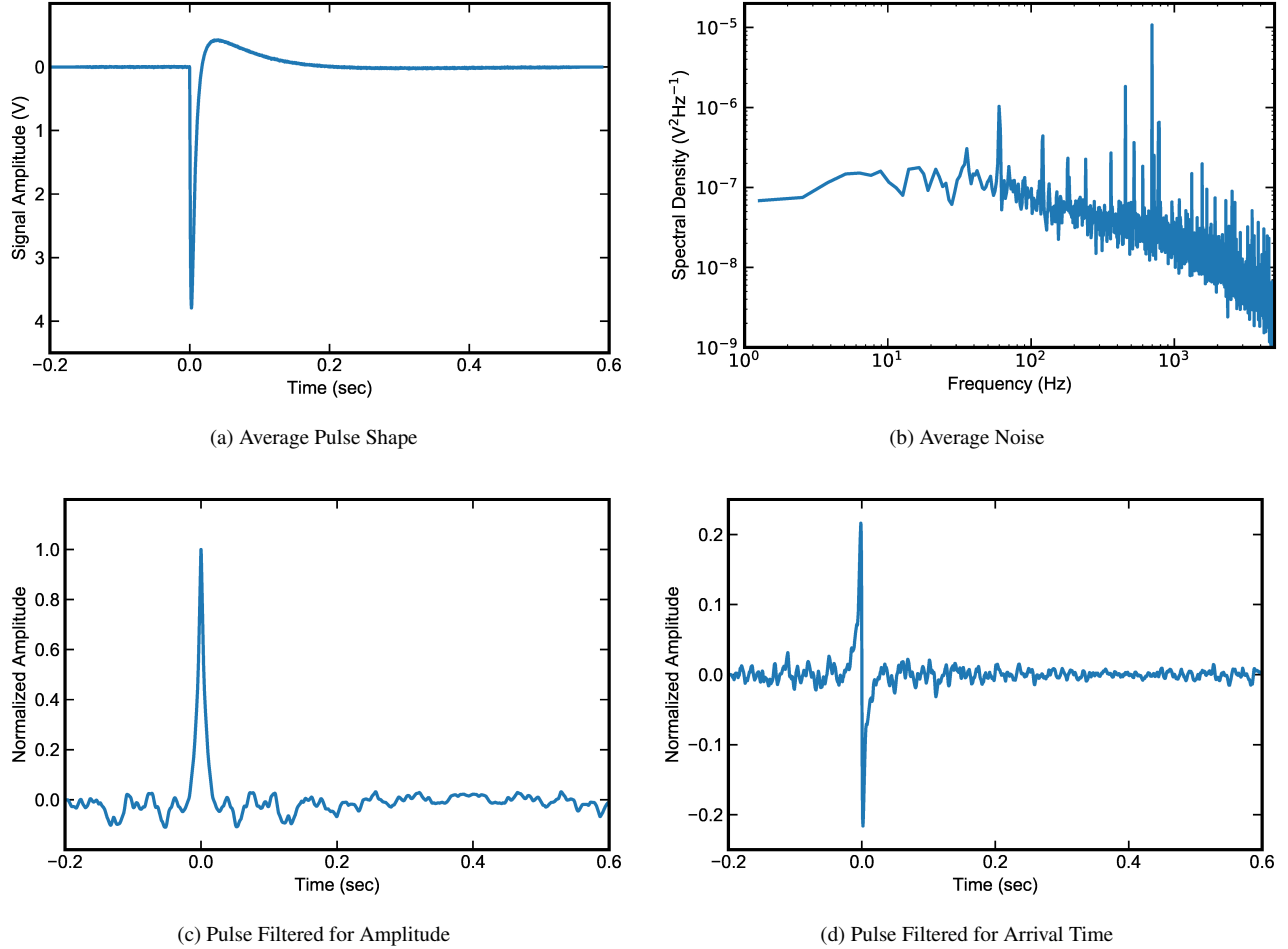 0
1
2
3
4
Signal Amplitude (V)
−0.2 0.0 0.2 0.4 0.6
Time (sec)
(a) Average Pulse Shape
10⁻⁵
10⁻⁶
10⁻⁷
10⁻⁸
10⁻⁹
Spectral Density (V²Hz⁻¹)
10⁰ 10¹ 10² 10³ 10⁴
Frequency (Hz)
(b) Average Noise
1.0
0.8
0.6
0.4
0.2
0.0
Normalized Amplitude
−0.2 0.0 0.2 0.4 0.6
Time (sec)
(c) Pulse Filtered for Amplitude
0.2
0.1
0.0
−0.1
−0.2
Normalized Amplitude
−0.2 0.0 0.2 0.4 0.6
Time (sec)
(d) Pulse Filtered for Arrival Time